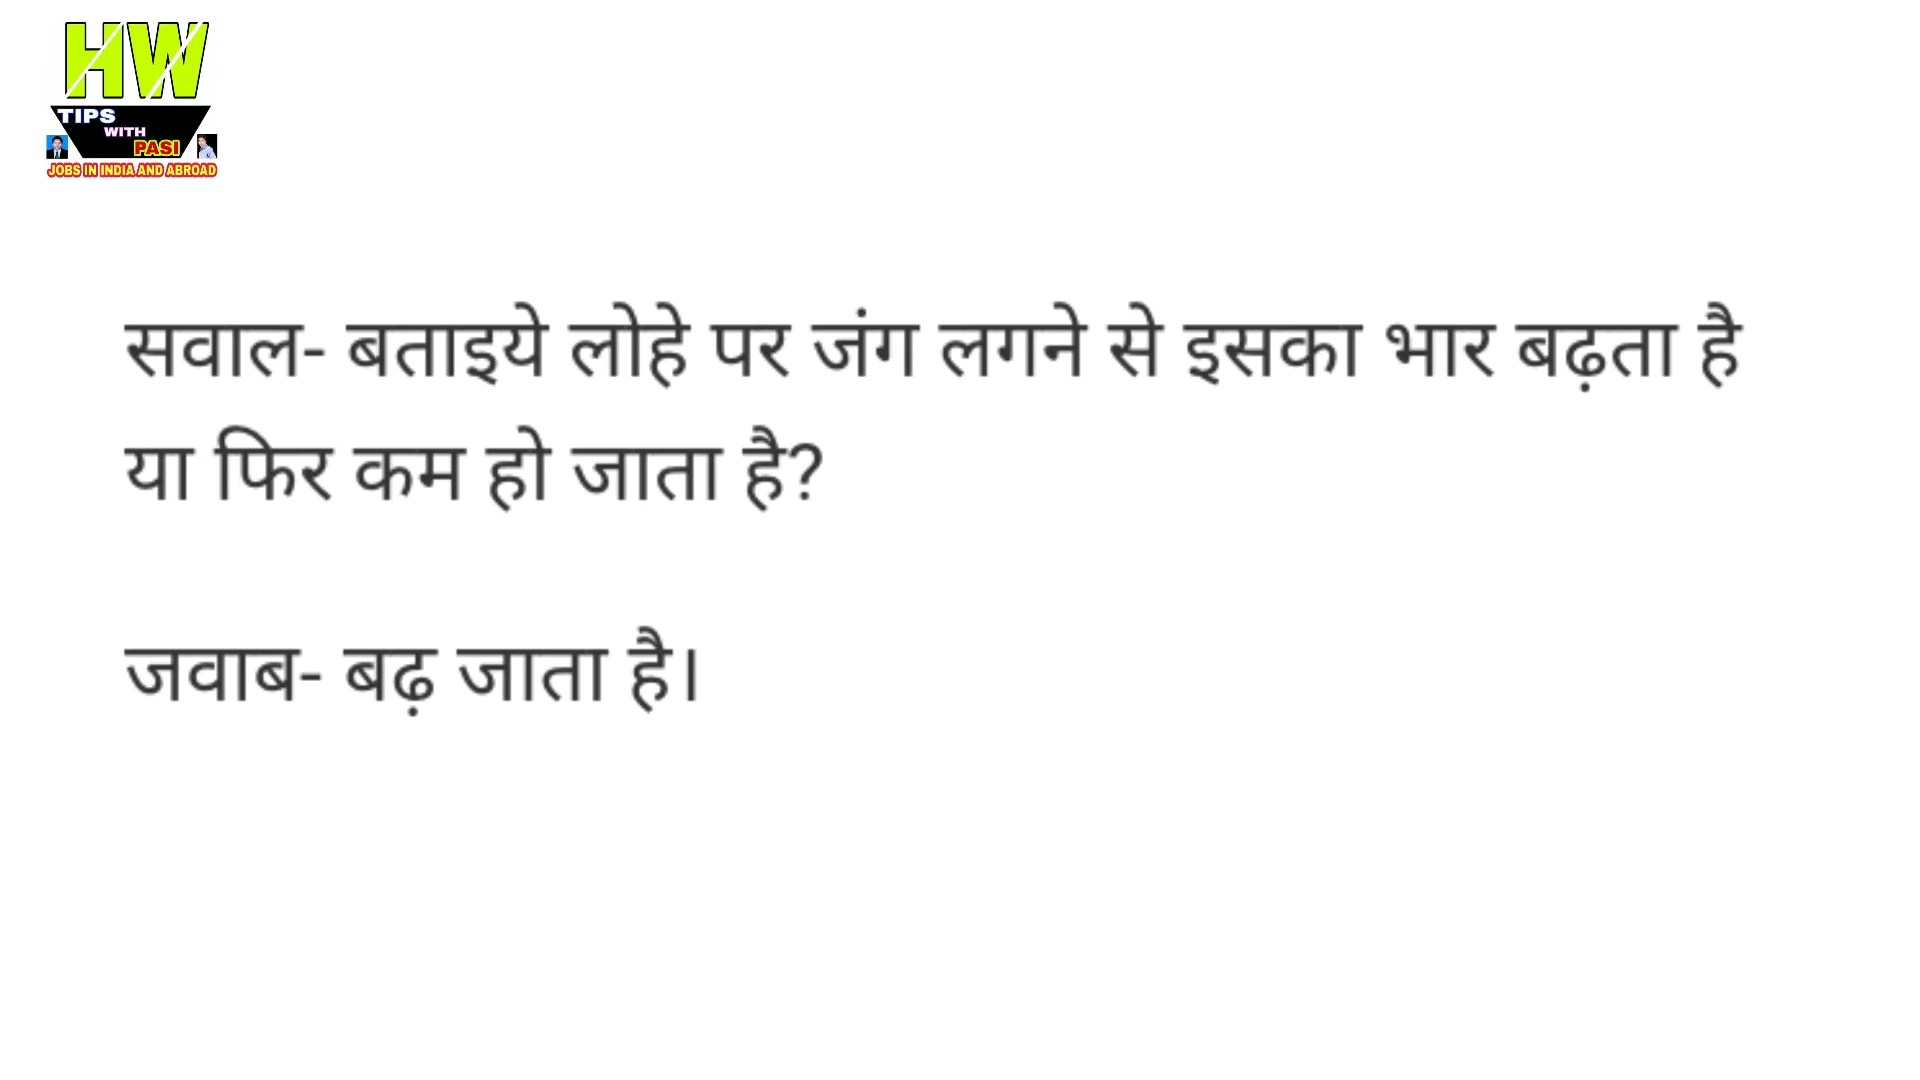 HW
TIPS
WITH
PASI
JOBS IN INDIA AND ABROAD
सवाल- बताइये लोहे पर जंग लगने से इसका भार बढ़ता है
या फिर कम हो जाता है?
जवाब- बढ़ जाता है।